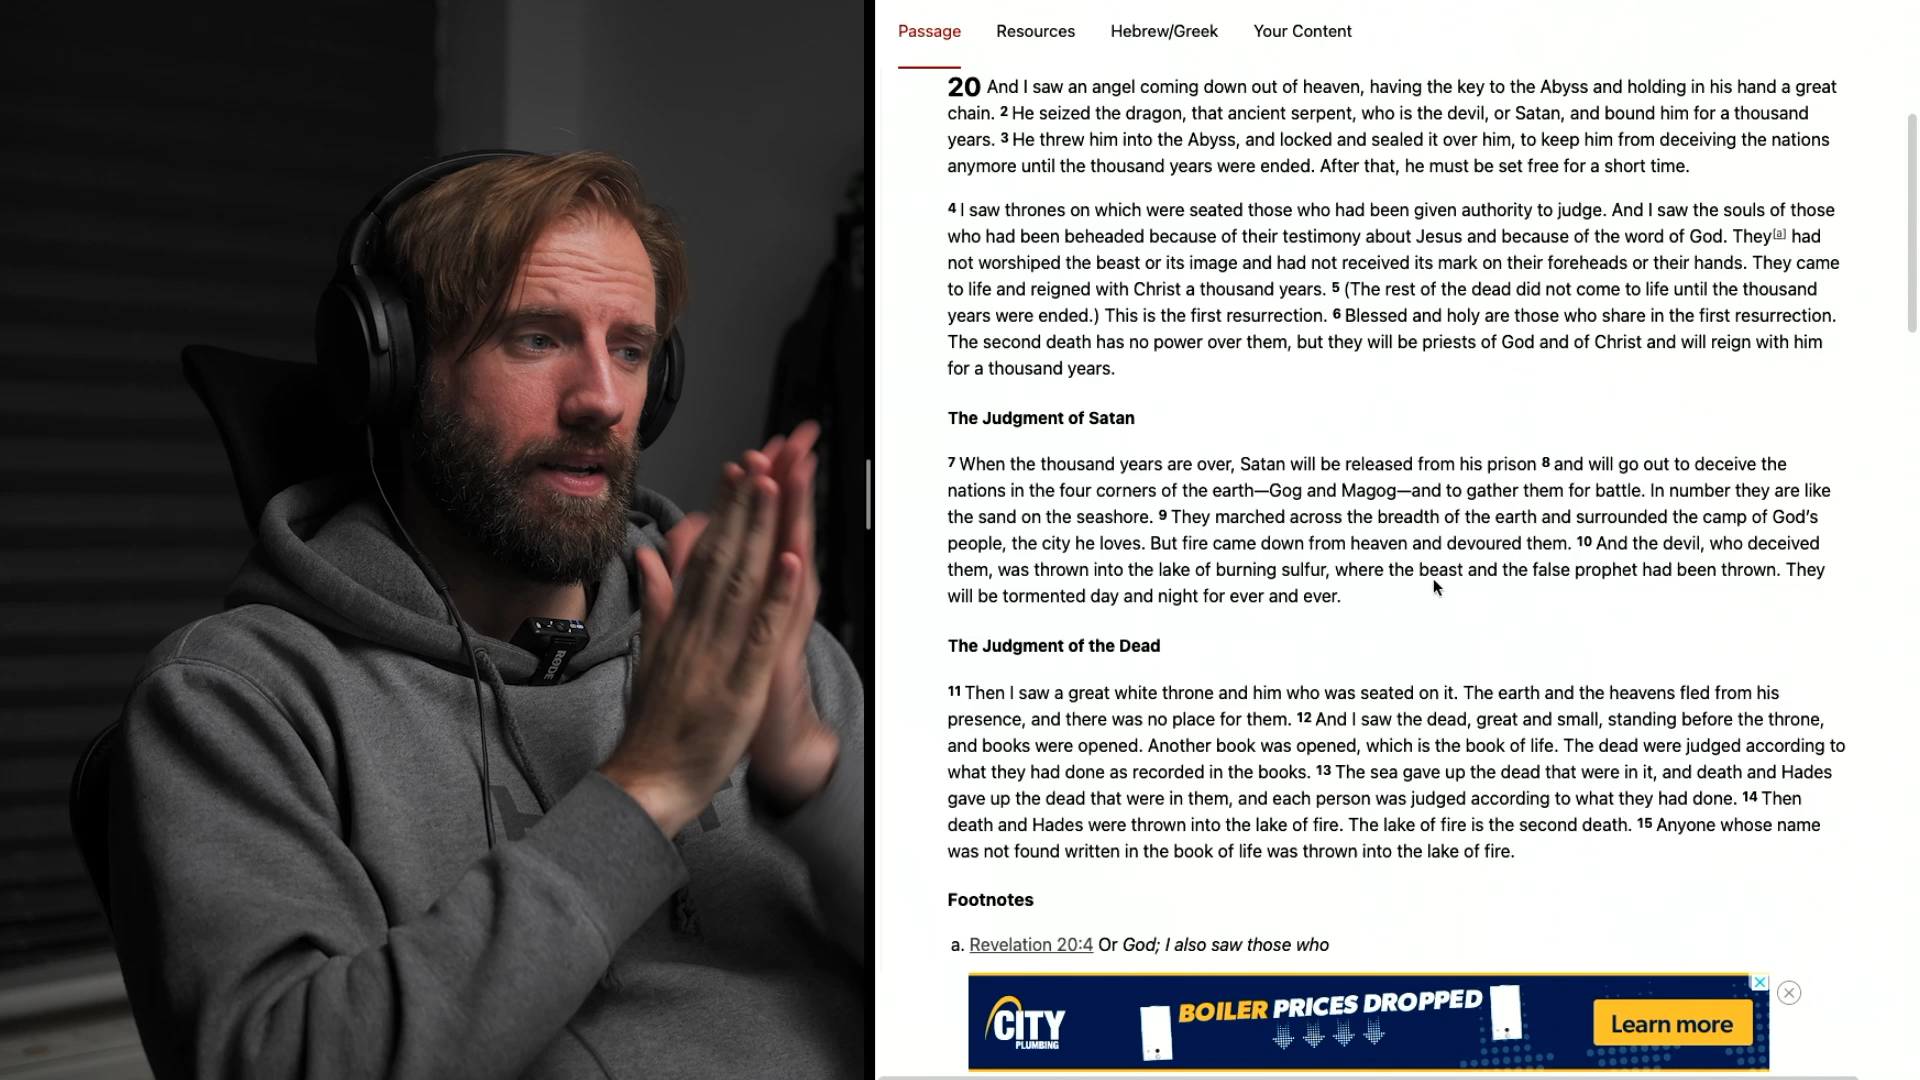 Passage Resources Hebrew/Greek Your Content
20 And I saw an angel coming down out of heaven, having the key to the Abyss and holding in his hand a great
chain. 2 He seized the dragon, that ancient serpent, who is the devil, or Satan, and bound him for a thousand
years. 3 He threw him into the Abyss, and locked and sealed it over him, to keep him from deceiving the nations
anymore until the thousand years were ended. After that, he must be set free for a short time.
4 I saw thrones on which were seated those who had been given authority to judge. And I saw the souls of those
who had been beheaded because of their testimony about Jesus and because of the word of God. They[a] had
not worshiped the beast or its image and had not received its mark on their foreheads or their hands. They came
to life and reigned with Christ a thousand years. 5 (The rest of the dead did not come to life until the thousand
years were ended.) This is the first resurrection. 6 Blessed and holy are those who share in the first resurrection.
The second death has no power over them, but they will be priests of God and of Christ and will reign with him
for a thousand years.
The Judgment of Satan
7 When the thousand years are over, Satan will be released from his prison 8 and will go out to deceive the
nations in the four corners of the earth—Gog and Magog—and to gather them for battle. In number they are like
the sand on the seashore. 9 They marched across the breadth of the earth and surrounded the camp of God's
people, the city he loves. But fire came down from heaven and devoured them. 10 And the devil, who deceived
them, was thrown into the lake of burning sulfur, where the beast and the false prophet had been thrown. They
will be tormented day and night for ever and ever.
The Judgment of the Dead
11 Then I saw a great white throne and him who was seated on it. The earth and the heavens fled from his
presence, and there was no place for them. 12 And I saw the dead, great and small, standing before the throne,
and books were opened. Another book was opened, which is the book of life. The dead were judged according to
what they had done as recorded in the books. 13 The sea gave up the dead that were in it, and death and Hades
gave up the dead that were in them, and each person was judged according to what they had done. 14 Then
death and Hades were thrown into the lake of fire. The lake of fire is the second death. 15 Anyone whose name
was not found written in the book of life was thrown into the lake of fire.
Footnotes
a. Revelation 20:4 Or God; I also saw those who
CITY
PLUMBING
BOILER PRICES DROPPED
Learn more
RØDE